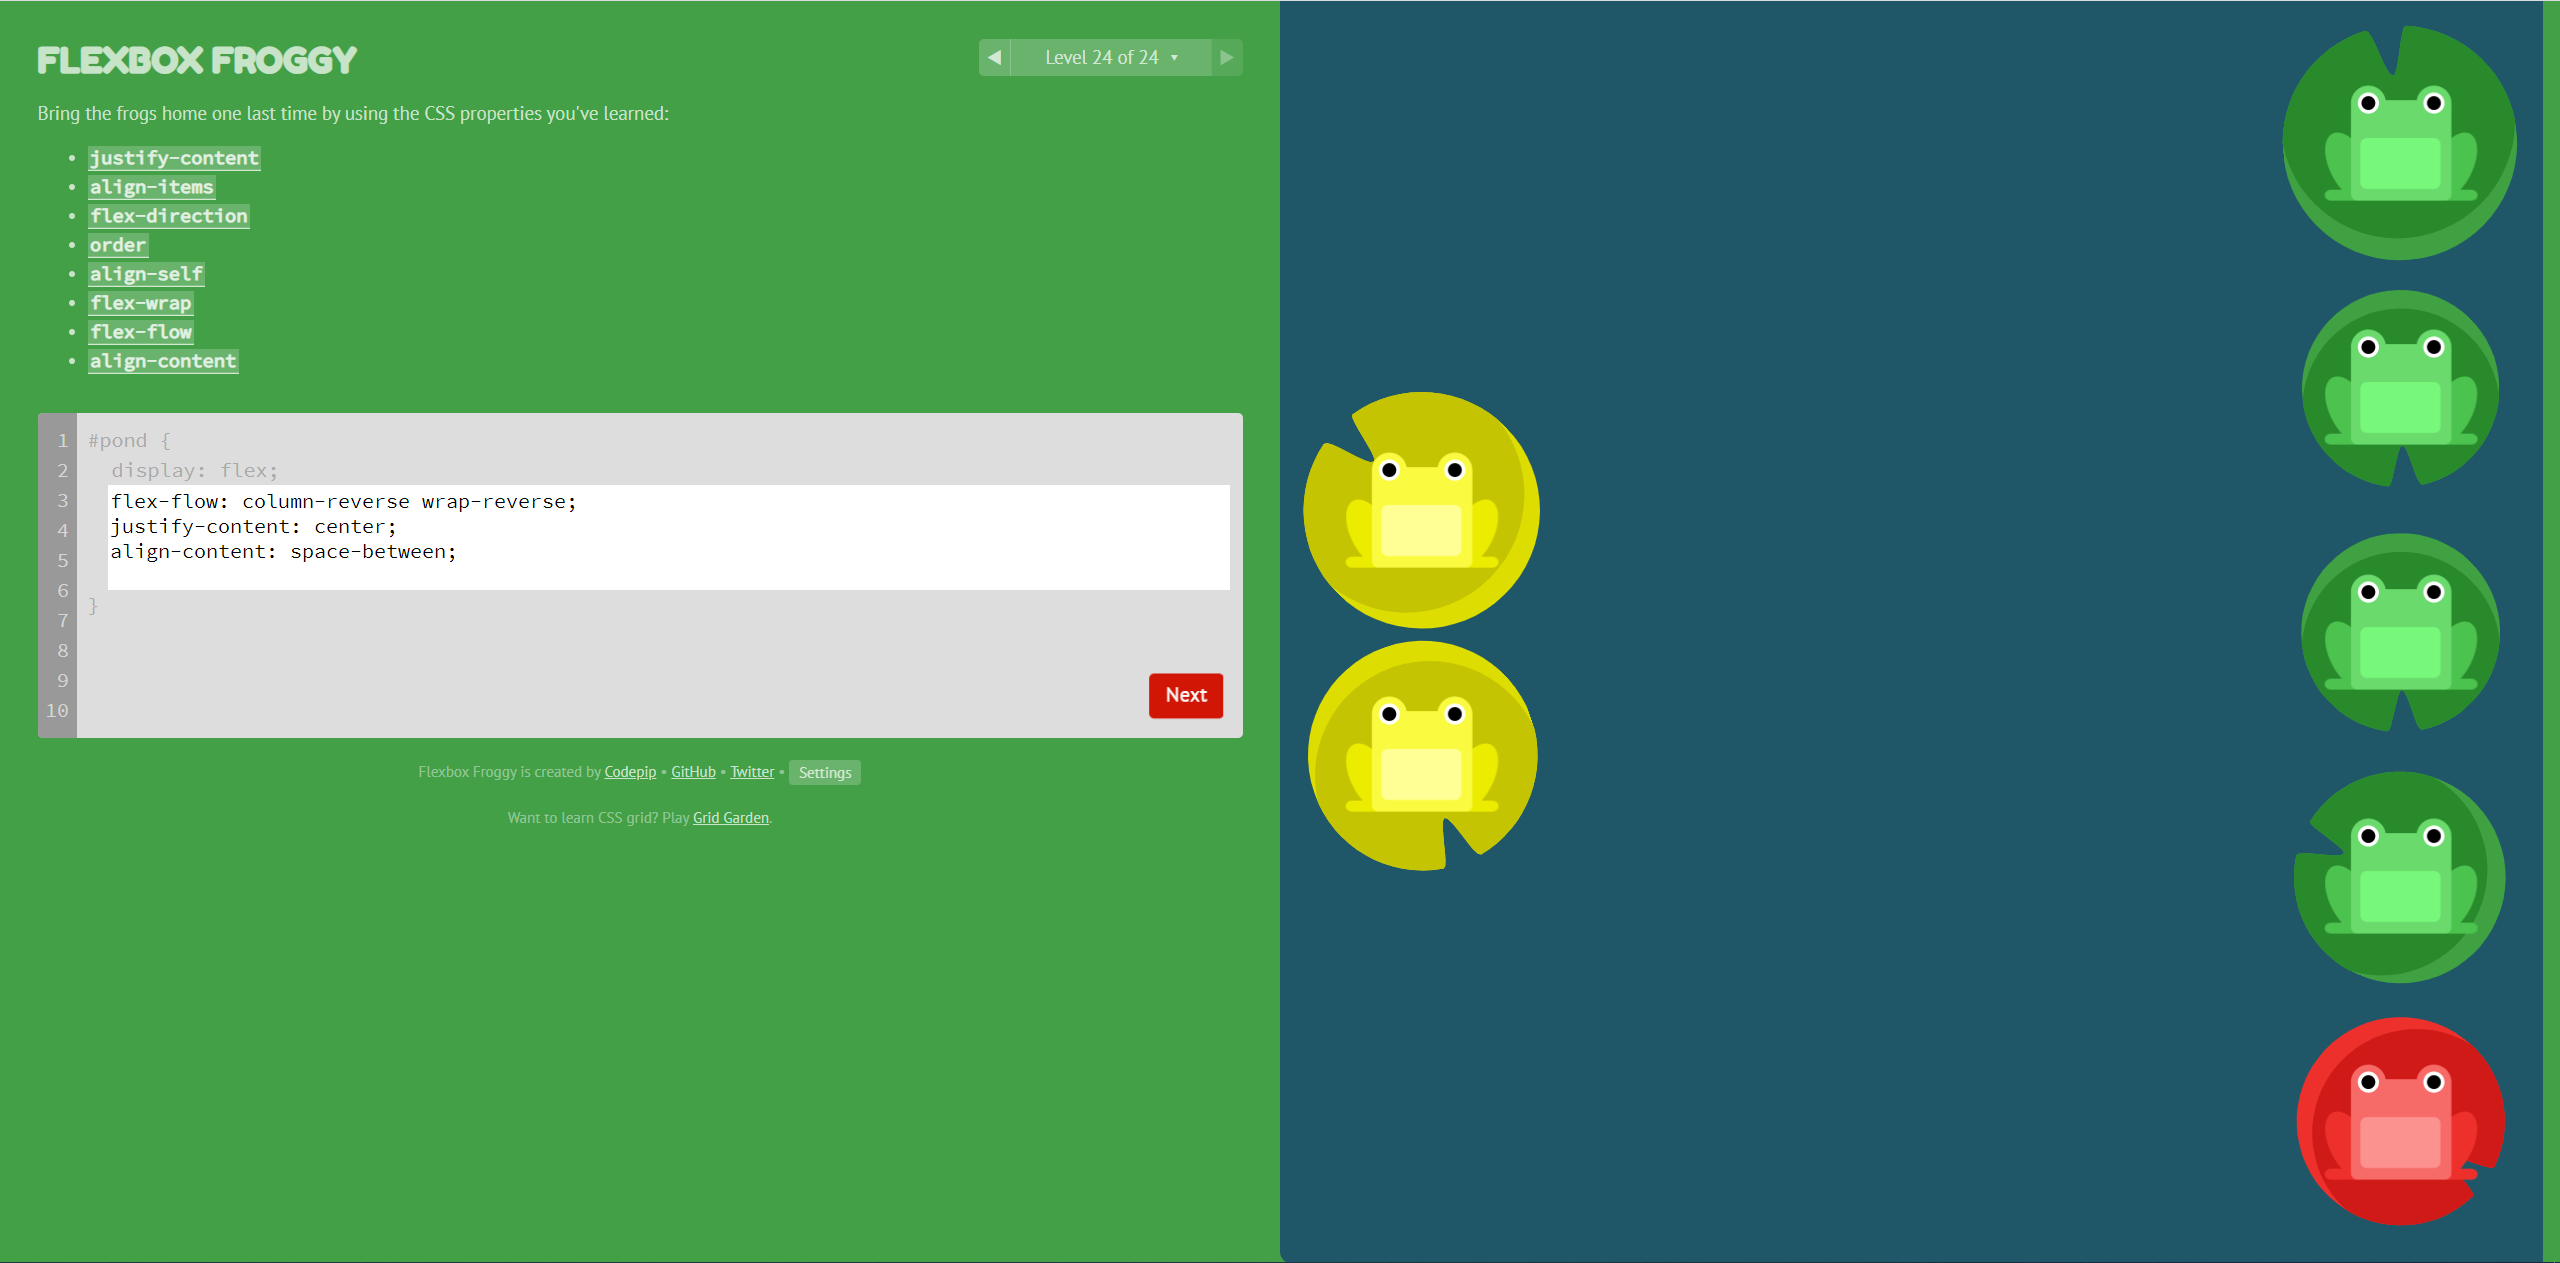 FLEXBOX FROGGY
◀ Level 24 of 24 ▾ ▶
Bring the frogs home one last time by using the CSS properties you've learned:
• justify-content
• align-items
• flex-direction
• order
• align-self
• flex-wrap
• flex-flow
• align-content
1 #pond {
2 display: flex;
3 flex-flow: column-reverse wrap-reverse;
4 justify-content: center;
5 align-content: space-between;
6
}
7
8
9
Next
10
Flexbox Froggy is created by Codepip • GitHub • Twitter • Settings
Want to learn CSS grid? Play Grid Garden.